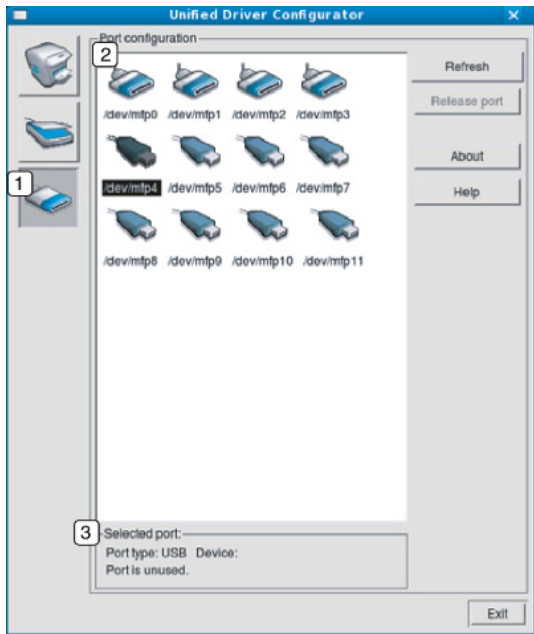 Unified Driver Configurator
Port configuration
2
Refresh
/dev/mfp0 /dev/mfp1 /dev/mfp2 /dev/mfp3
Release port
About
1
/dev/mfp4 /dev/mfp5 /dev/mfp6 /dev/mfp7
Help
/dev/mfp8 /dev/mfp9 /dev/mfp10 /dev/mfp11
3
Selected port:
Port type: USB Device:
Port is unused.
Exit